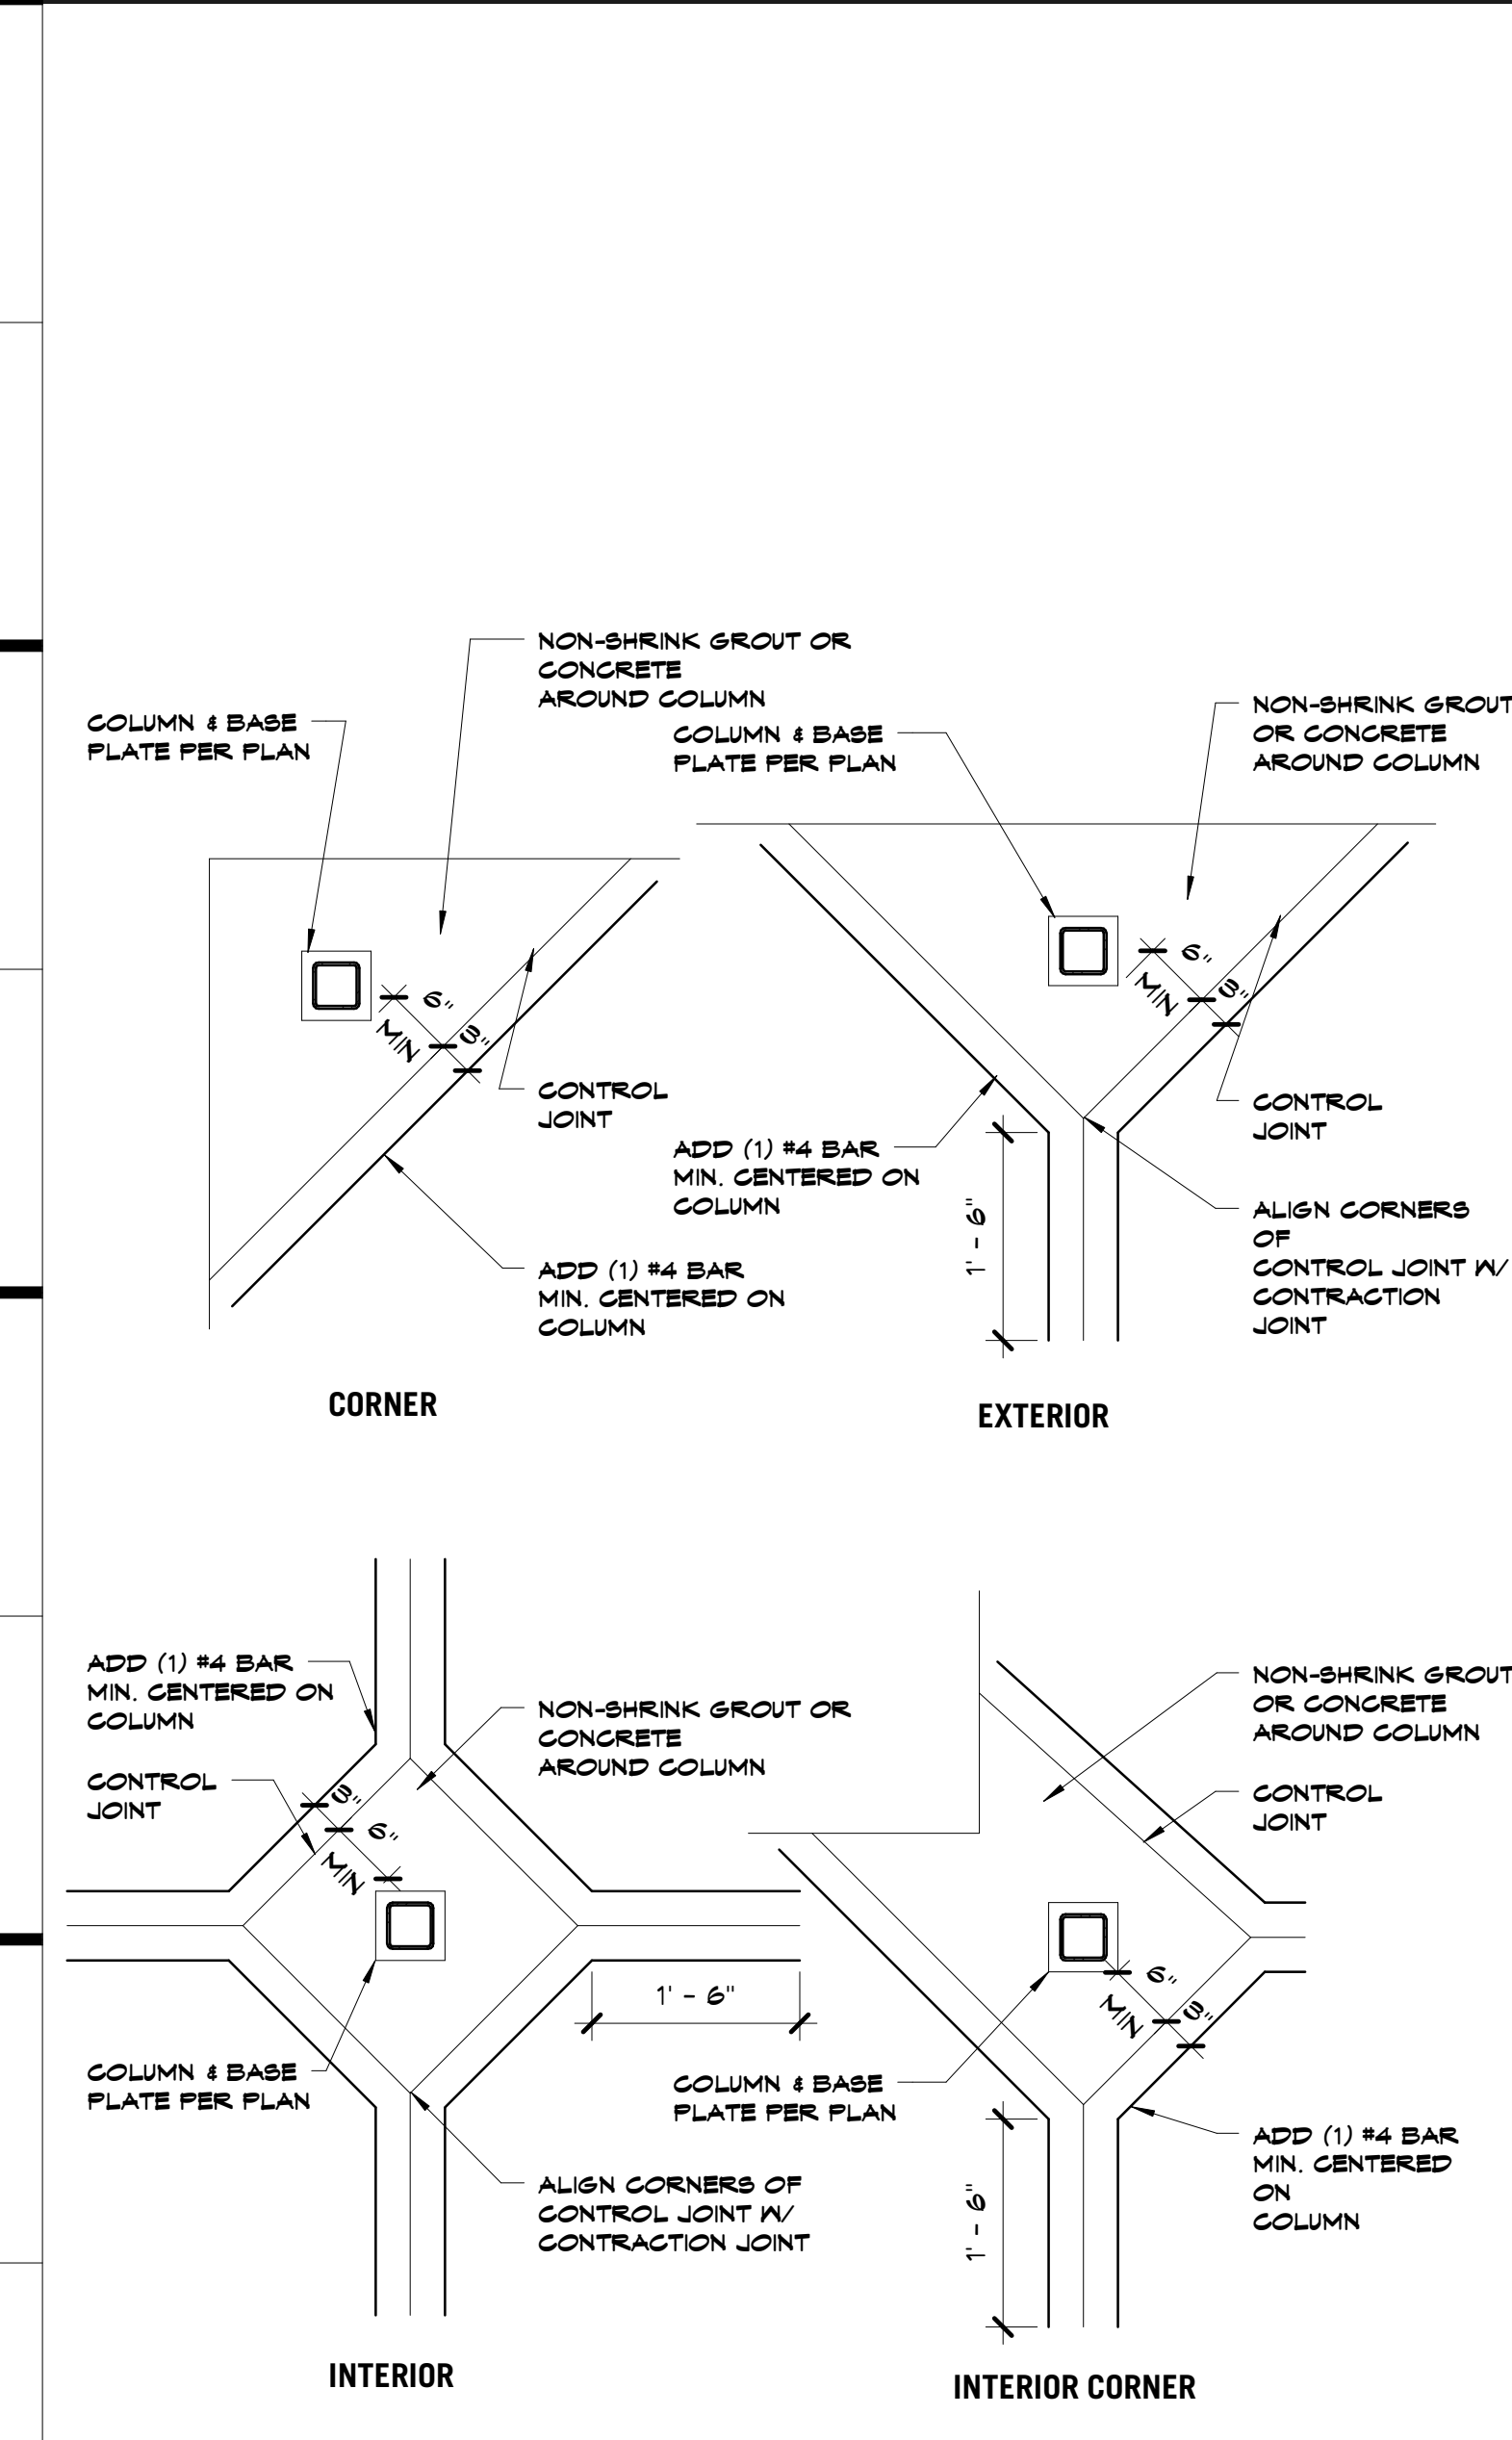 NON-SHRINK GROUT OR
CONCRETE
AROUND COLUMN
COLUMN & BASE
PLATE PER PLAN
6"
MIN
3"
CONTROL
JOINT
ADD (1) #4 BAR
MIN. CENTERED ON
COLUMN
CORNER
COLUMN & BASE
PLATE PER PLAN
NON-SHRINK GROUT
OR CONCRETE
AROUND COLUMN
6"
MIN
3"
CONTROL
JOINT
ADD (1) #4 BAR
MIN. CENTERED ON
COLUMN
1' - 6"
ALIGN CORNERS
OF
CONTROL JOINT W/
CONTRACTION
JOINT
EXTERIOR
ADD (1) #4 BAR
MIN. CENTERED ON
COLUMN
NON-SHRINK GROUT OR
CONCRETE
AROUND COLUMN
CONTROL
JOINT
3"
6"
MIN
1' - 6"
COLUMN & BASE
PLATE PER PLAN
ALIGN CORNERS OF
CONTROL JOINT W/
CONTRACTION JOINT
INTERIOR
NON-SHRINK GROUT
OR CONCRETE
AROUND COLUMN
CONTROL
JOINT
6"
MIN
3"
COLUMN & BASE
PLATE PER PLAN
ADD (1) #4 BAR
MIN. CENTERED
ON
COLUMN
1' - 6"
INTERIOR CORNER